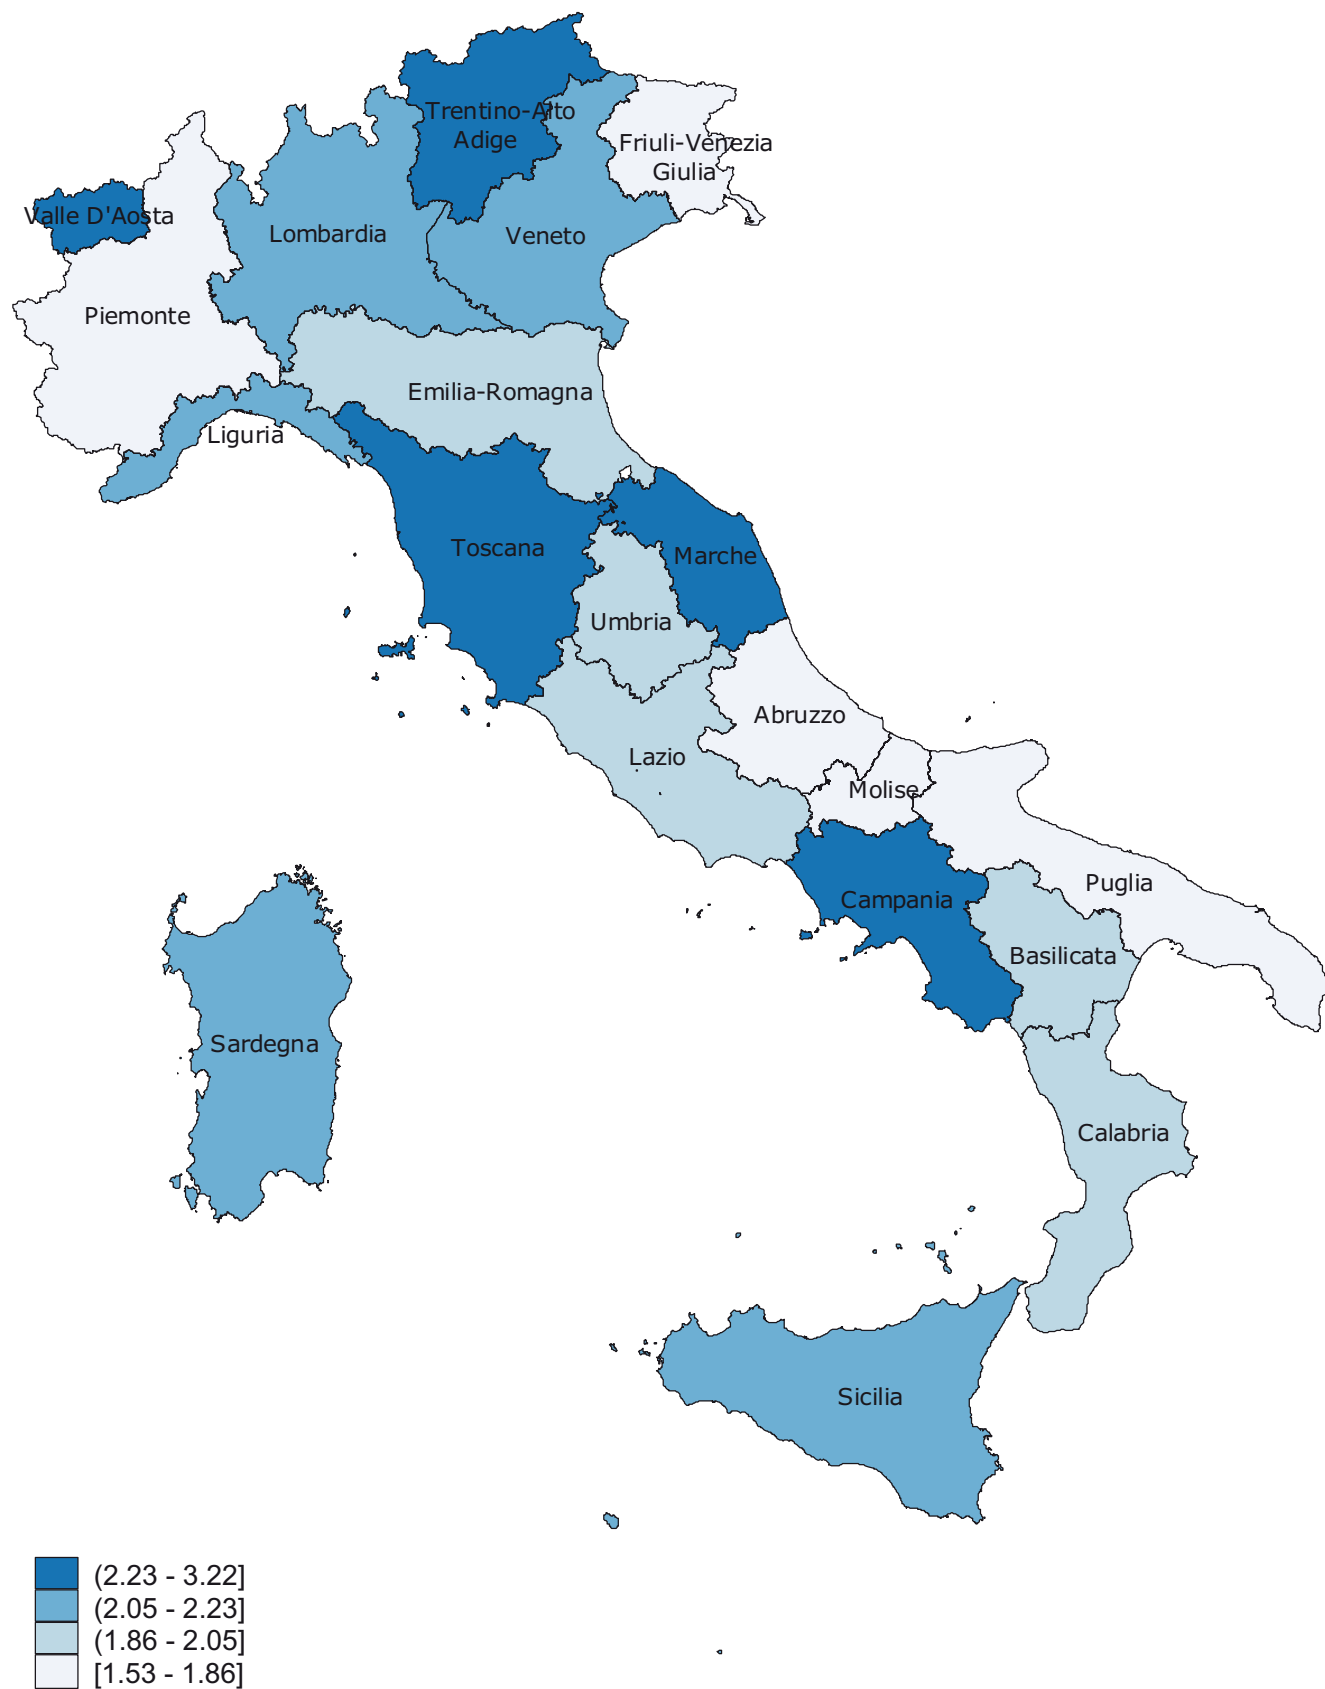 Trentino-Alto
Adige
Friuli-Venezia
Giulia
Valle D'Aosta
Lombardia
Veneto
Piemonte
Emilia-Romagna
Liguria
Toscana
Marche
Umbria
Abruzzo
Lazio
Molise
Puglia
Campania
Basilicata
Sardegna
Calabria
Sicilia
(2.23 - 3.22]
(2.05 - 2.23]
(1.86 - 2.05]
[1.53 - 1.86]